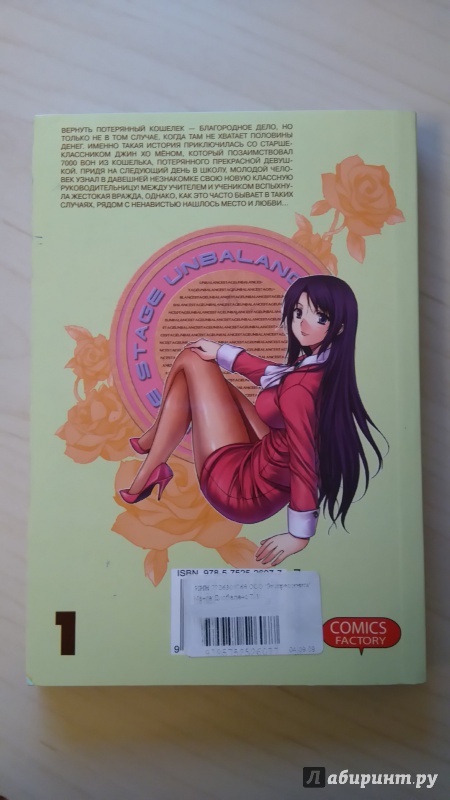 ВЕРНУТЬ ПОТЕРЯННЫЙ КОШЕЛЕК — БЛАГОРОДНОЕ ДЕЛО, НО
ТОЛЬКО НЕ В ТОМ СЛУЧАЕ, КОГДА ТАМ НЕ ХВАТАЕТ ПОЛОВИНЫ
ДЕНЕГ. ИМЕННО ТАКАЯ ИСТОРИЯ ПРИКЛЮЧИЛАСЬ СО СТАРШЕ-
КЛАССНИКОМ ДЖИН ХО МЁНОМ, КОТОРЫЙ ПОЗАИМСТВОВАЛ
7000 ВОН ИЗ КОШЕЛЬКА, ПОТЕРЯННОГО ПРЕКРАСНОЙ ДЕВУШ-
КОЙ. ПРИДЯ НА СЛЕДУЮЩИЙ ДЕНЬ В ШКОЛУ, МОЛОДОЙ ЧЕЛО-
ВЕК УЗНАЛ В ДАВЕШНЕЙ НЕЗНАКОМКЕ СВОЮ НОВУЮ КЛАССНУЮ
РУКОВОДИТЕЛЬНИЦУ! МЕЖДУ УЧИТЕЛЕМ И УЧЕНИКОМ ВСПЫХНУ-
ЛА ЖЕСТОКАЯ ВРАЖДА, ОДНАКО, КАК ЭТО ЧАСТО БЫВАЕТ В ТАКИХ
СЛУЧАЯХ, РЯДОМ С НЕНАВИСТЬЮ НАШЛОСЬ МЕСТО И ЛЮБВИ...
E STAGE UNBALANC
ISBN 978-5-7525-
1
COMICS
FACTORY
Лабиринт.ру